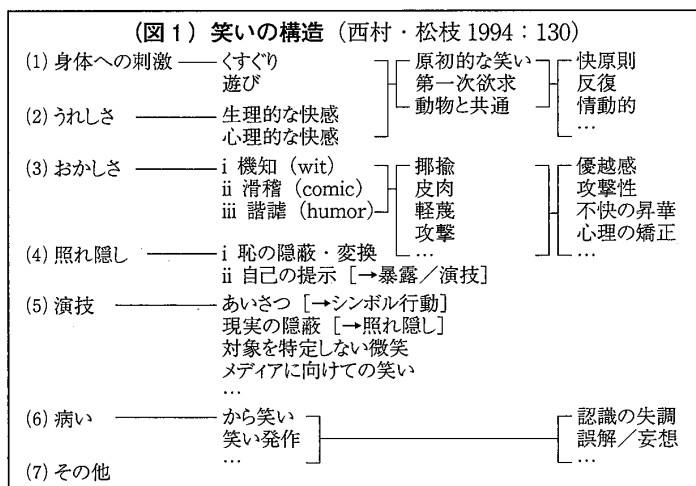 (図1) 笑いの構造 (西村・松枝 1994:130)
(1) 身体への刺激 くすぐり 原初的な笑い 快原則
遊び 第一次欲求 反復
動物と共通 情動的
(2) うれしさ 生理的な快感 …
心理的な快感
(3) おかしさ i 機知 (wit) 揶揄 優越感
ii 滑稽 (comic) 皮肉 攻撃性
iii 諧謔 (humor) 軽蔑 不快の昇華
攻撃 心理の矯正
(4) 照れ隠し i 恥の隠蔽・変換 … …
ii 自己の提示 [→暴露/演技]
(5) 演技 あいさつ [→シンボル行動]
現実の隠蔽 [→照れ隠し]
対象を特定しない微笑
メディアに向けての笑い
…
(6) 病い から笑い 認識の失調
笑い発作 誤解/妄想
… …
(7) その他